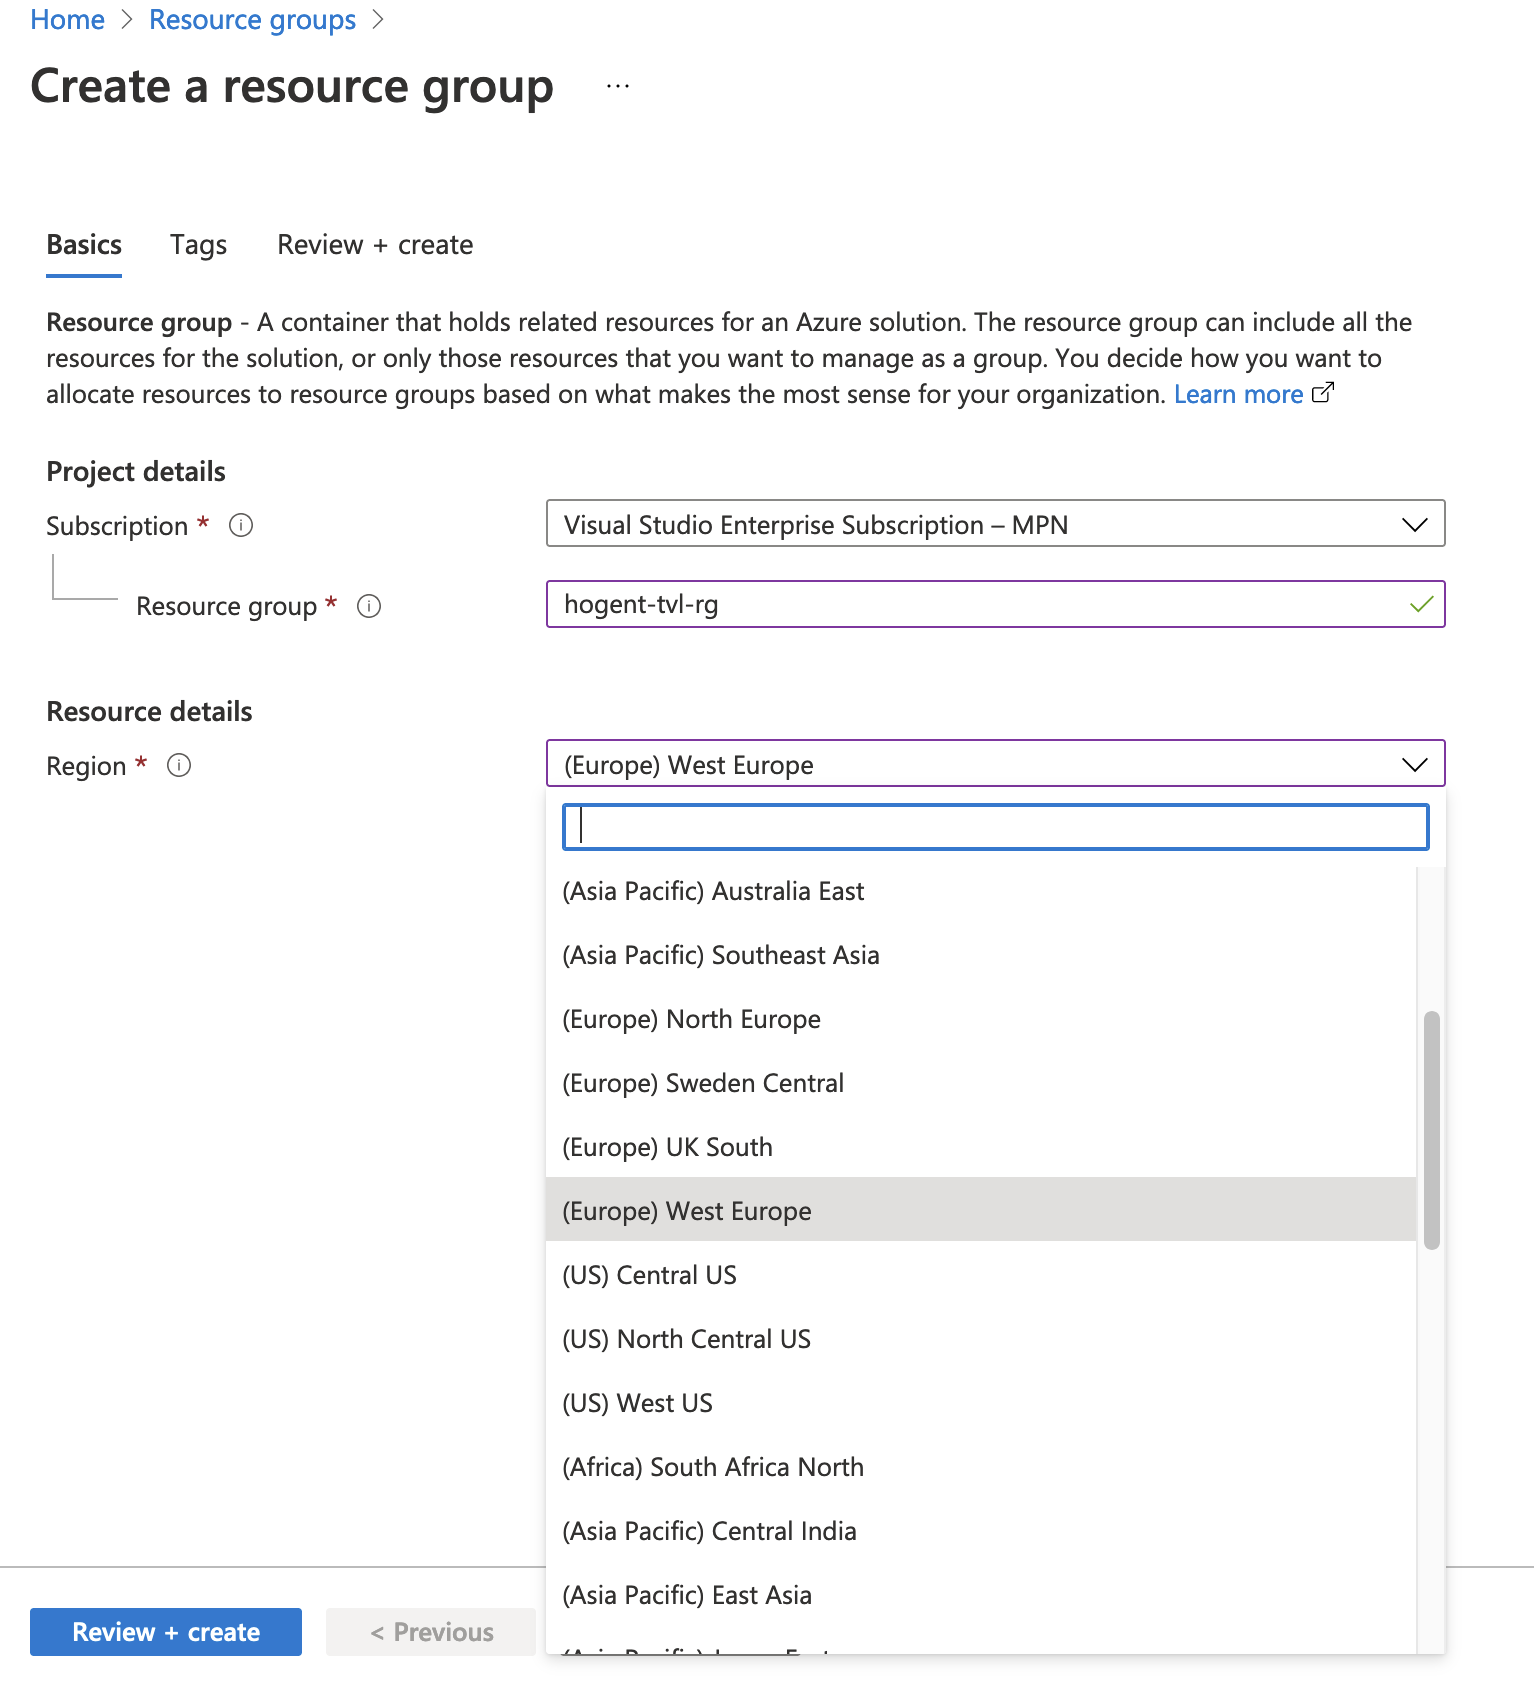 Home > Resource groups >
Create a resource group ...
Basics Tags Review + create
Resource group - A container that holds related resources for an Azure solution. The resource group can include all the
resources for the solution, or only those resources that you want to manage as a group. You decide how you want to
allocate resources to resource groups based on what makes the most sense for your organization. Learn more
Project details
Subscription * Visual Studio Enterprise Subscription – MPN
Resource group * hogent-tvl-rg
Resource details
Region * (Europe) West Europe
(Asia Pacific) Australia East
(Asia Pacific) Southeast Asia
(Europe) North Europe
(Europe) Sweden Central
(Europe) UK South
(Europe) West Europe
(US) Central US
(US) North Central US
(US) West US
(Africa) South Africa North
(Asia Pacific) Central India
(Asia Pacific) East Asia
Review + create < Previous